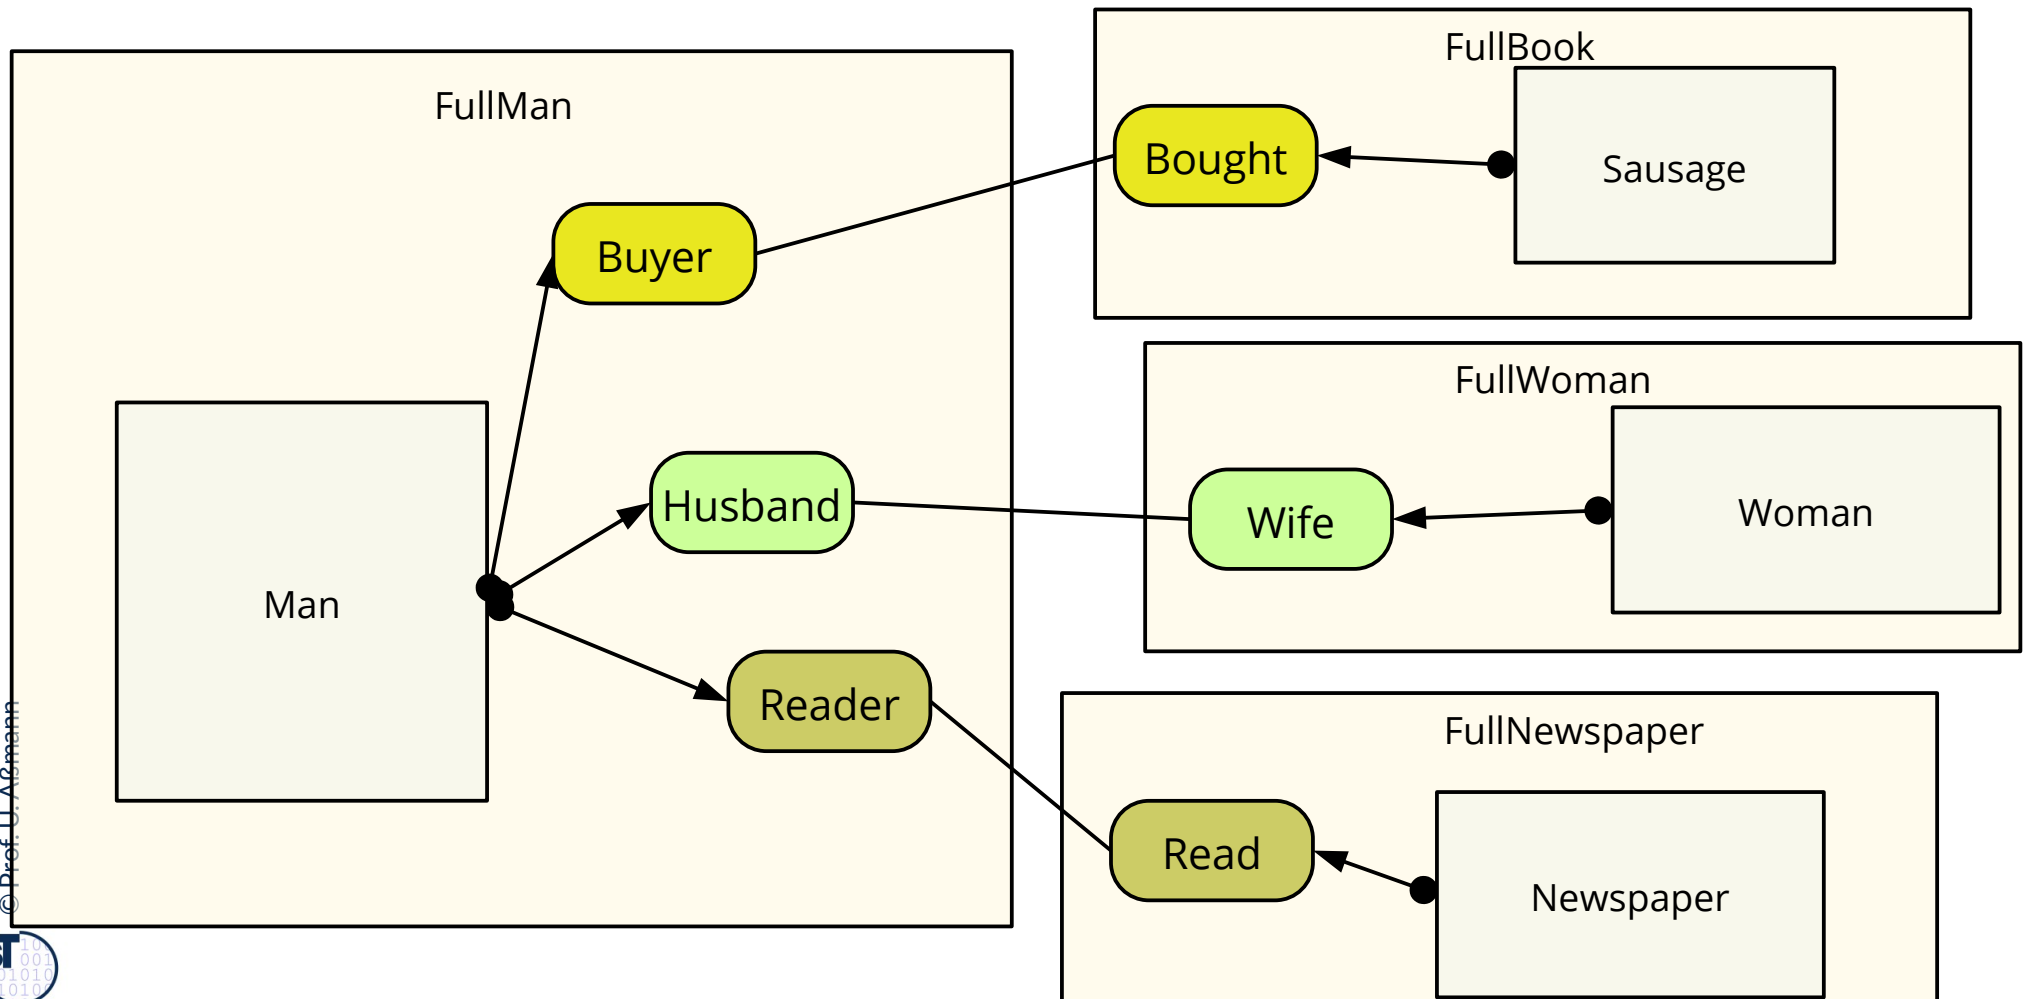 FullMan
Buyer
Husband
Reader
Man
FullBook
Bought
Sausage
FullWoman
Wife
Woman
FullNewspaper
Read
Newspaper
© Prof. U. Aßmann